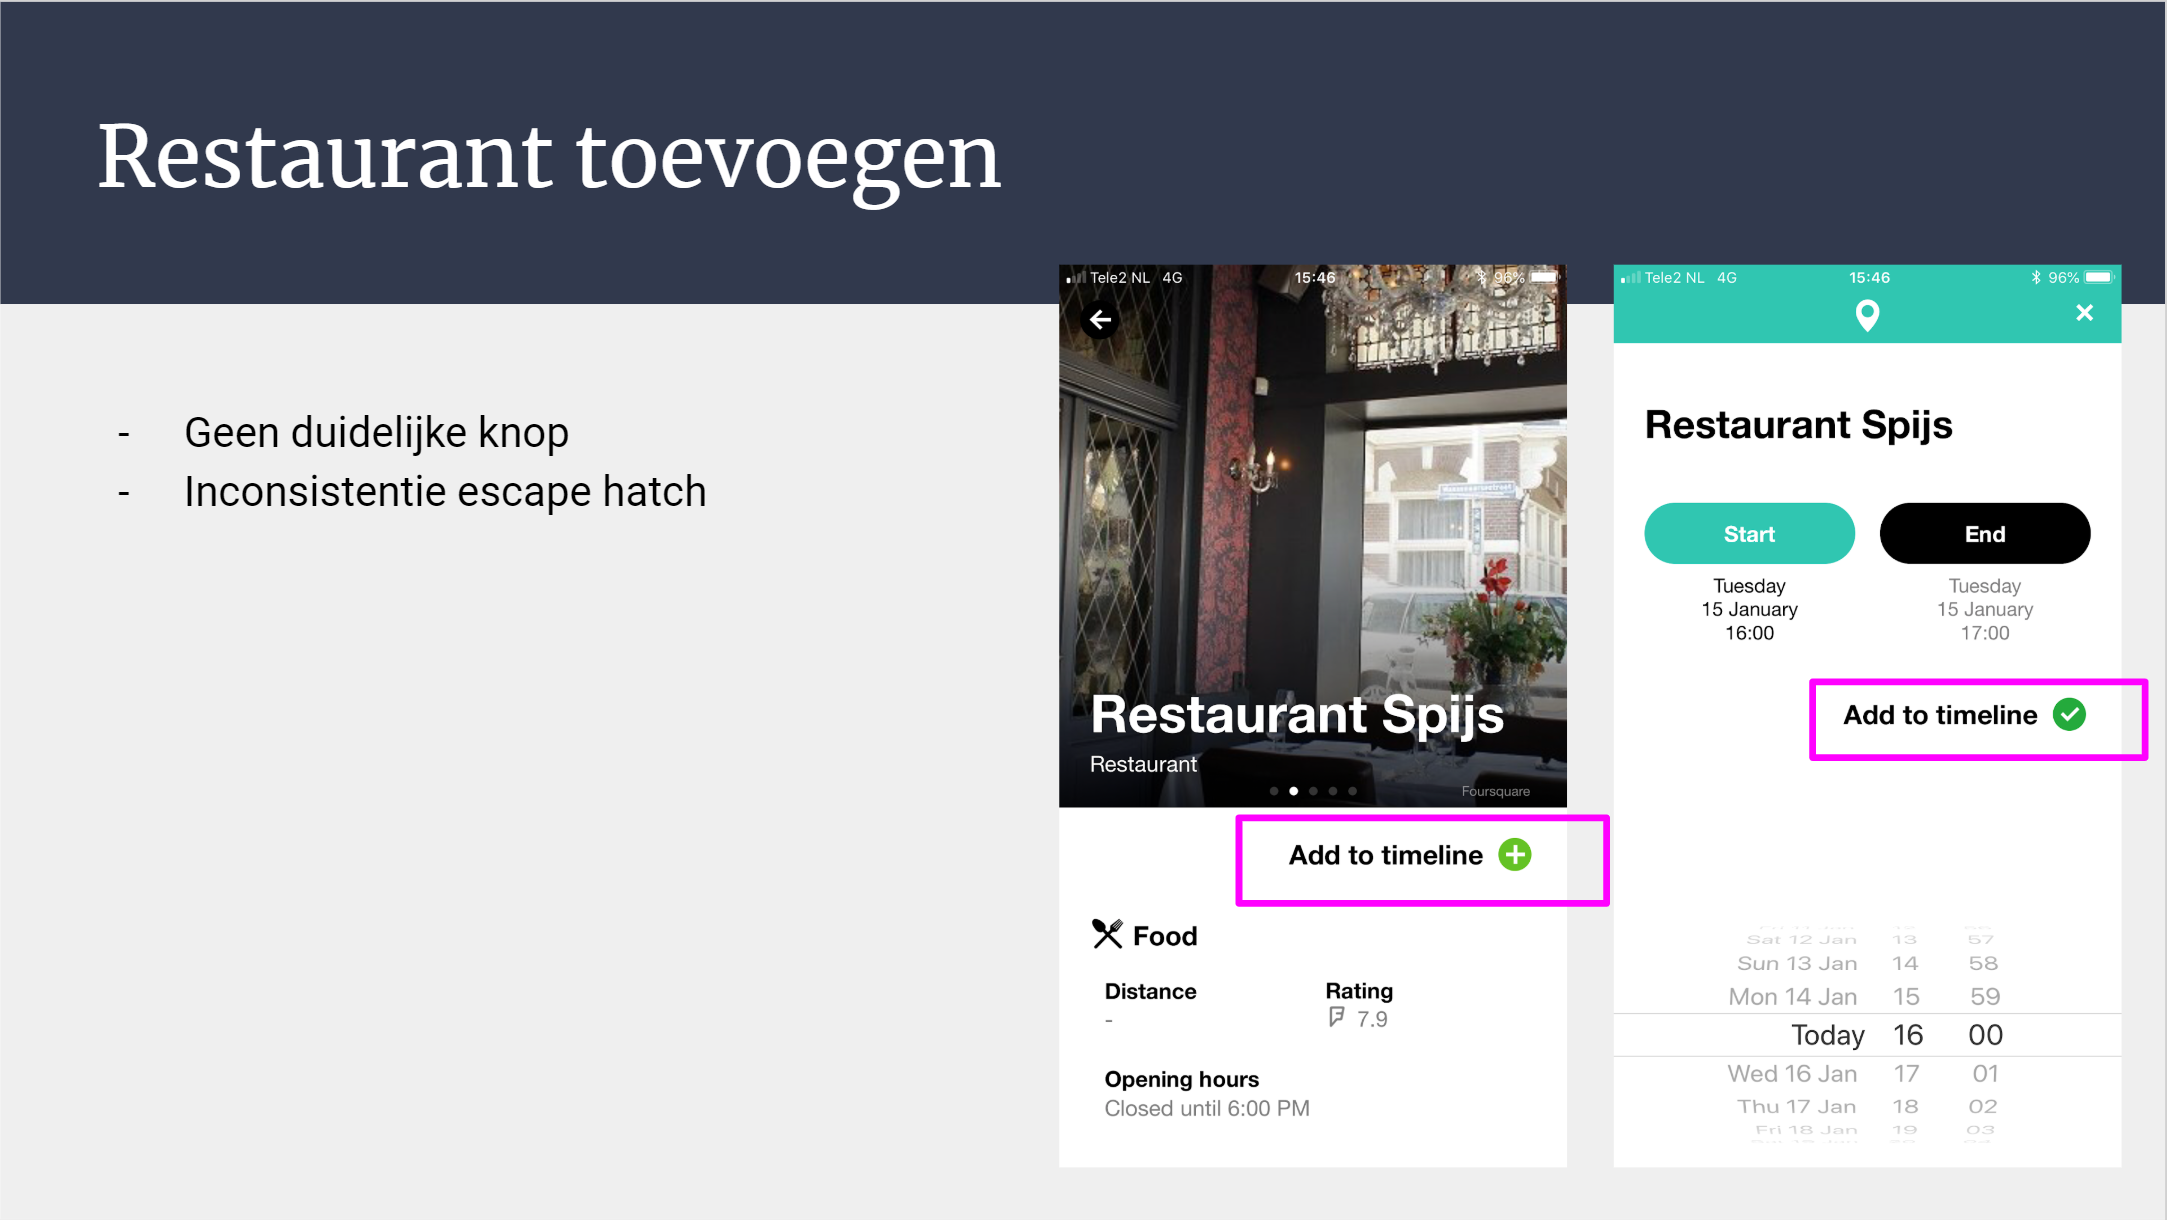 Restaurant toevoegen
- Geen duidelijke knop
- Inconsistentie escape hatch
Tele2 NL 4G 15:46 96%
Restaurant Spijs
Restaurant
Foursquare
Add to timeline
Food
Distance
-
Rating
7.9
Opening hours
Closed until 6:00 PM
Tele2 NL 4G 15:46 96%
Restaurant Spijs
Start
Tuesday
15 January
16:00
End
Tuesday
15 January
17:00
Add to timeline
Sat 12 Jan 13 57
Sun 13 Jan 14 58
Mon 14 Jan 15 59
Today 16 00
Wed 16 Jan 17 01
Thu 17 Jan 18 02
Fri 18 Jan 19 03